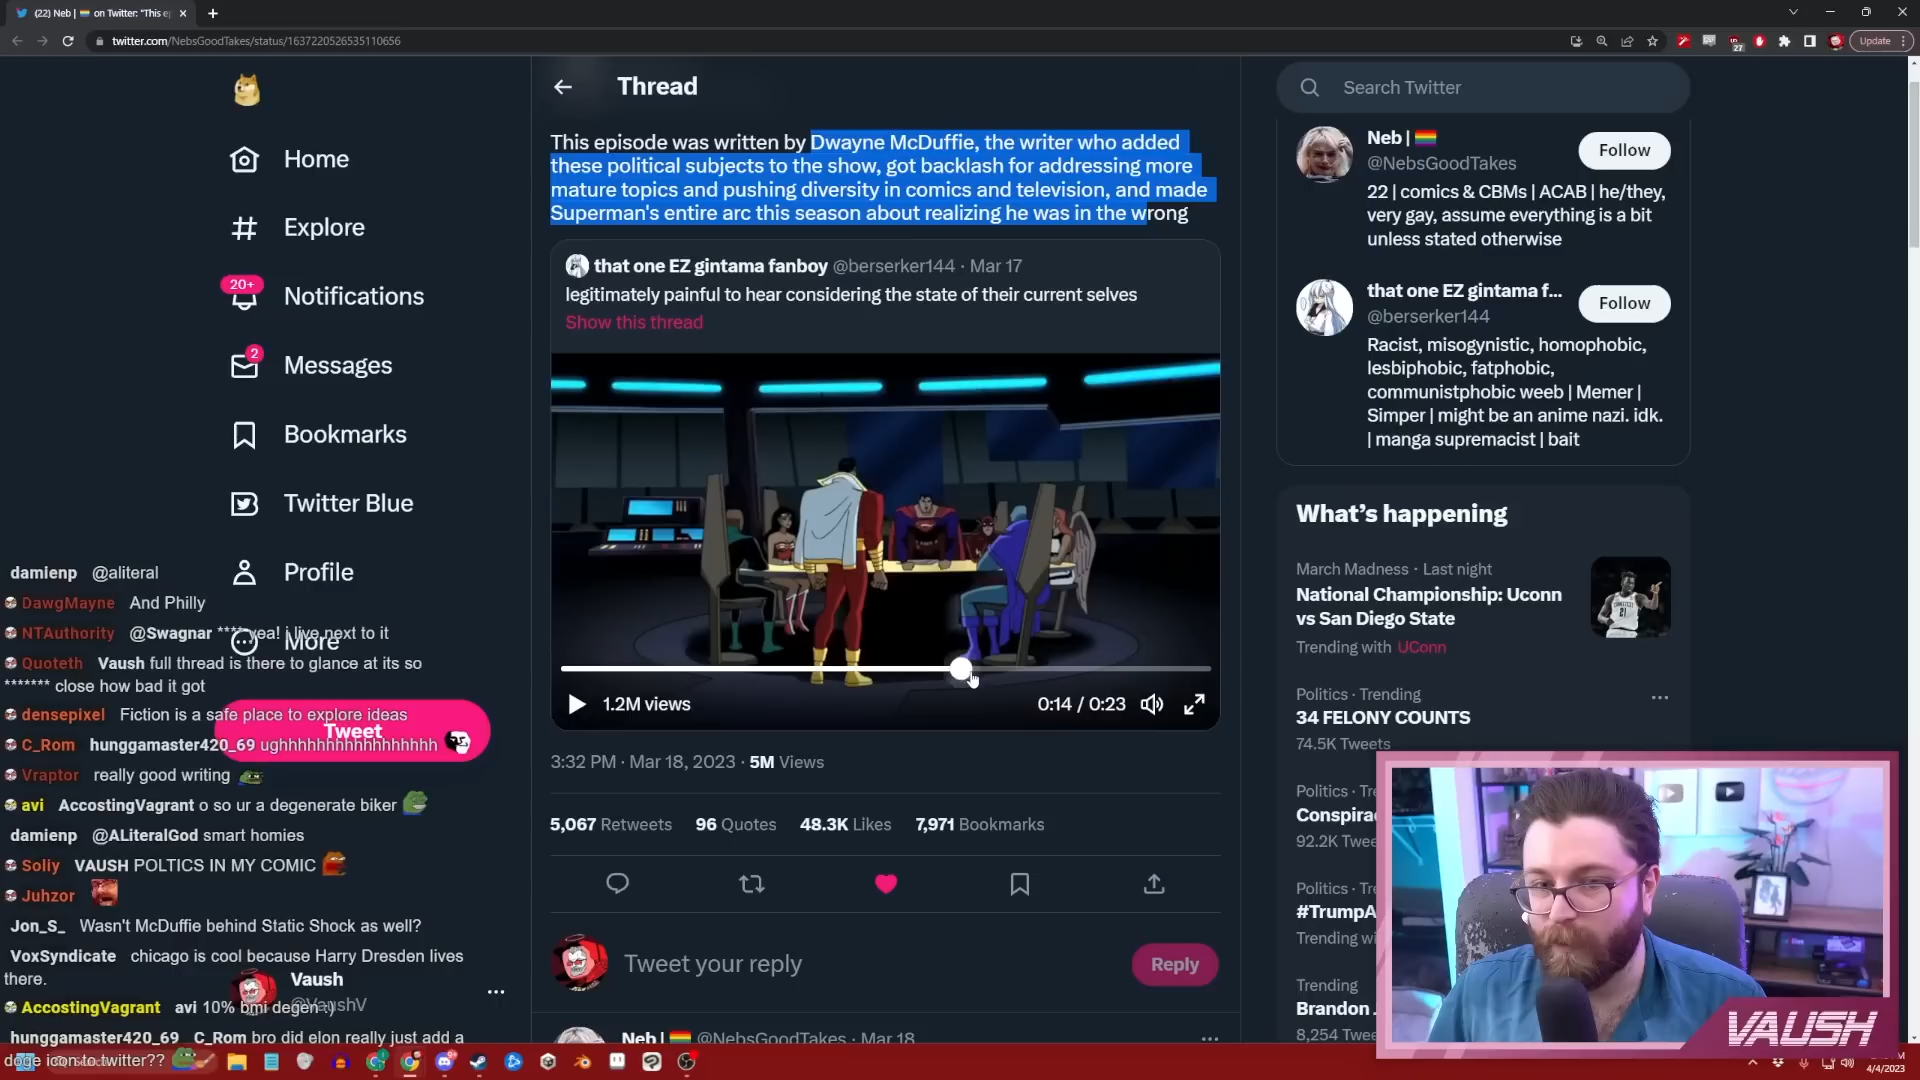 (22) Neb | on Twitter: "This ep
twitter.com/NebsGoodTakes/status/1637220526535110656
27
Update
Thread
Search Twitter
Home
Explore
20+
Notifications
2
Messages
Bookmarks
Twitter Blue
Profile
More
Tweet
Vaush
@VaushV
This episode was written by Dwayne McDuffie, the writer who added
these political subjects to the show, got backlash for addressing more
mature topics and pushing diversity in comics and television, and made
Superman's entire arc this season about realizing he was in the wrong
that one EZ gintama fanboy @berserker144 · Mar 17
legitimately painful to hear considering the state of their current selves
Show this thread
1.2M views
0:14 / 0:23
3:32 PM · Mar 18, 2023 · 5M Views
5,067 Retweets 96 Quotes 48.3K Likes 7,971 Bookmarks
Tweet your reply
Reply
Neb | @NebsGoodTakes · Mar 18
Neb |
@NebsGoodTakes
Follow
22 | comics & CBMs | ACAB | he/they,
very gay, assume everything is a bit
unless stated otherwise
that one EZ gintama f...
@berserker144
Follow
Racist, misogynistic, homophobic,
lesbiphobic, fatphobic,
communistphobic weeb | Memer |
Simper | might be an anime nazi. idk.
| manga supremacist | bait
What's happening
March Madness · Last night
National Championship: Uconn
vs San Diego State
Trending with UConn
Politics · Trending
34 FELONY COUNTS
74.5K Tweets
Politics · Tre
Conspirac
92.2K Twee
Politics · Tre
#TrumpA
Trending wi
Trending
Brandon
8,254 Tweets
damienp @aliteral
DawgMayne And Philly
NTAuthority @Swagnar **** yea! i live next to it
Quoteth Vaush full thread is there to glance at its so
******* close how bad it got
densepixel Fiction is a safe place to explore ideas
C_Rom hunggamaster420_69 ughhhhhhhhhhhhhhhhh
Vraptor really good writing
avi AccostingVagrant o so ur a degenerate biker
damienp @ALiteralGod smart homies
Soliy VAUSH POLTICS IN MY COMIC
Juhzor
Jon_S_ Wasn't McDuffie behind Static Shock as well?
VoxSyndicate chicago is cool because Harry Dresden lives
there.
AccostingVagrant avi 10% bmi degen :)
hunggamaster420_69 C_Rom bro did elon really just add a
doge icon to twitter??
VAUSH
4/4/2023